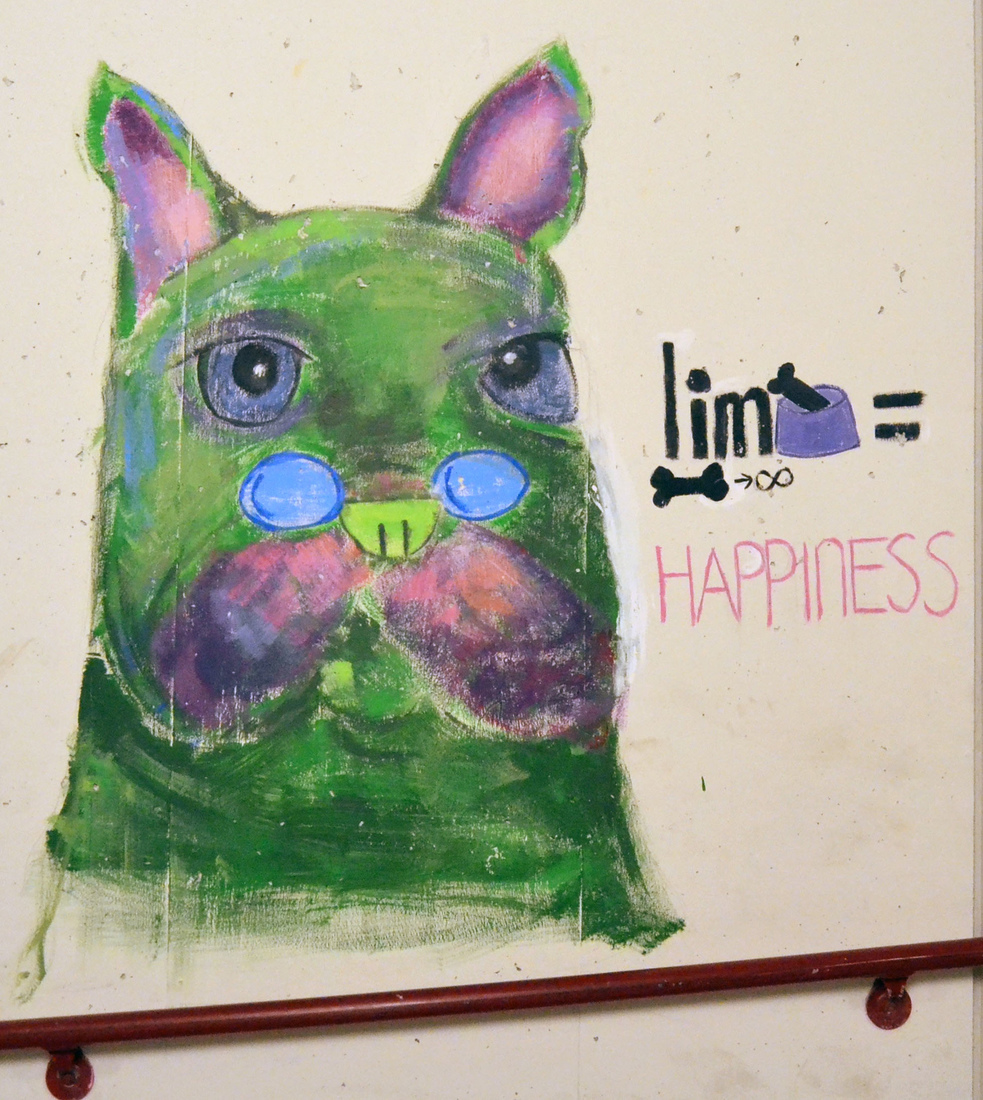 lim =
→∞
HAPPINESS